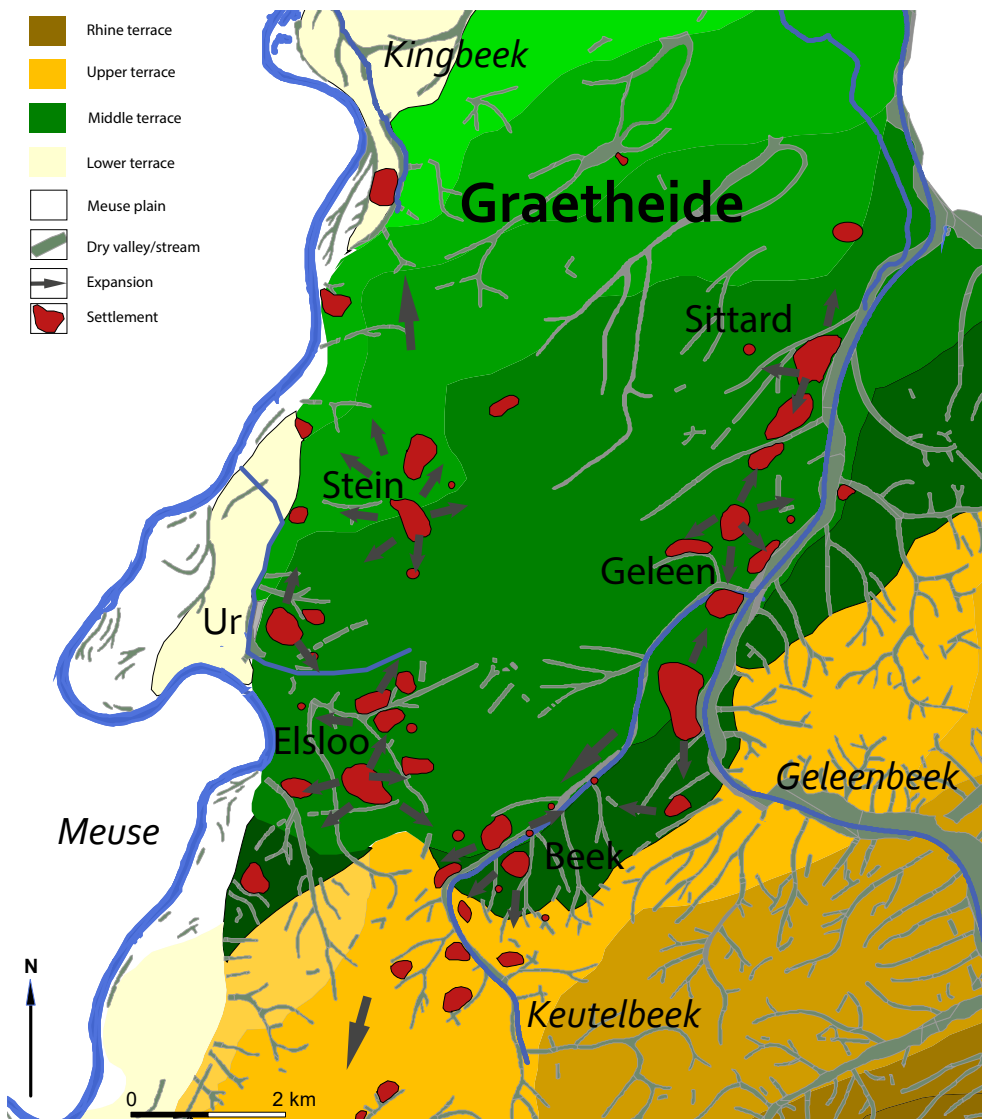 Rhine terrace
Upper terrace
Middle terrace
Lower terrace
Meuse plain
Dry valley/stream
Expansion
Settlement
Kingbeek
Graetheide
Sittard
Stein
Geleen
Ur
Elsloo
Geleenbeek
Meuse
Beek
Keutelbeek
N
0 2 km